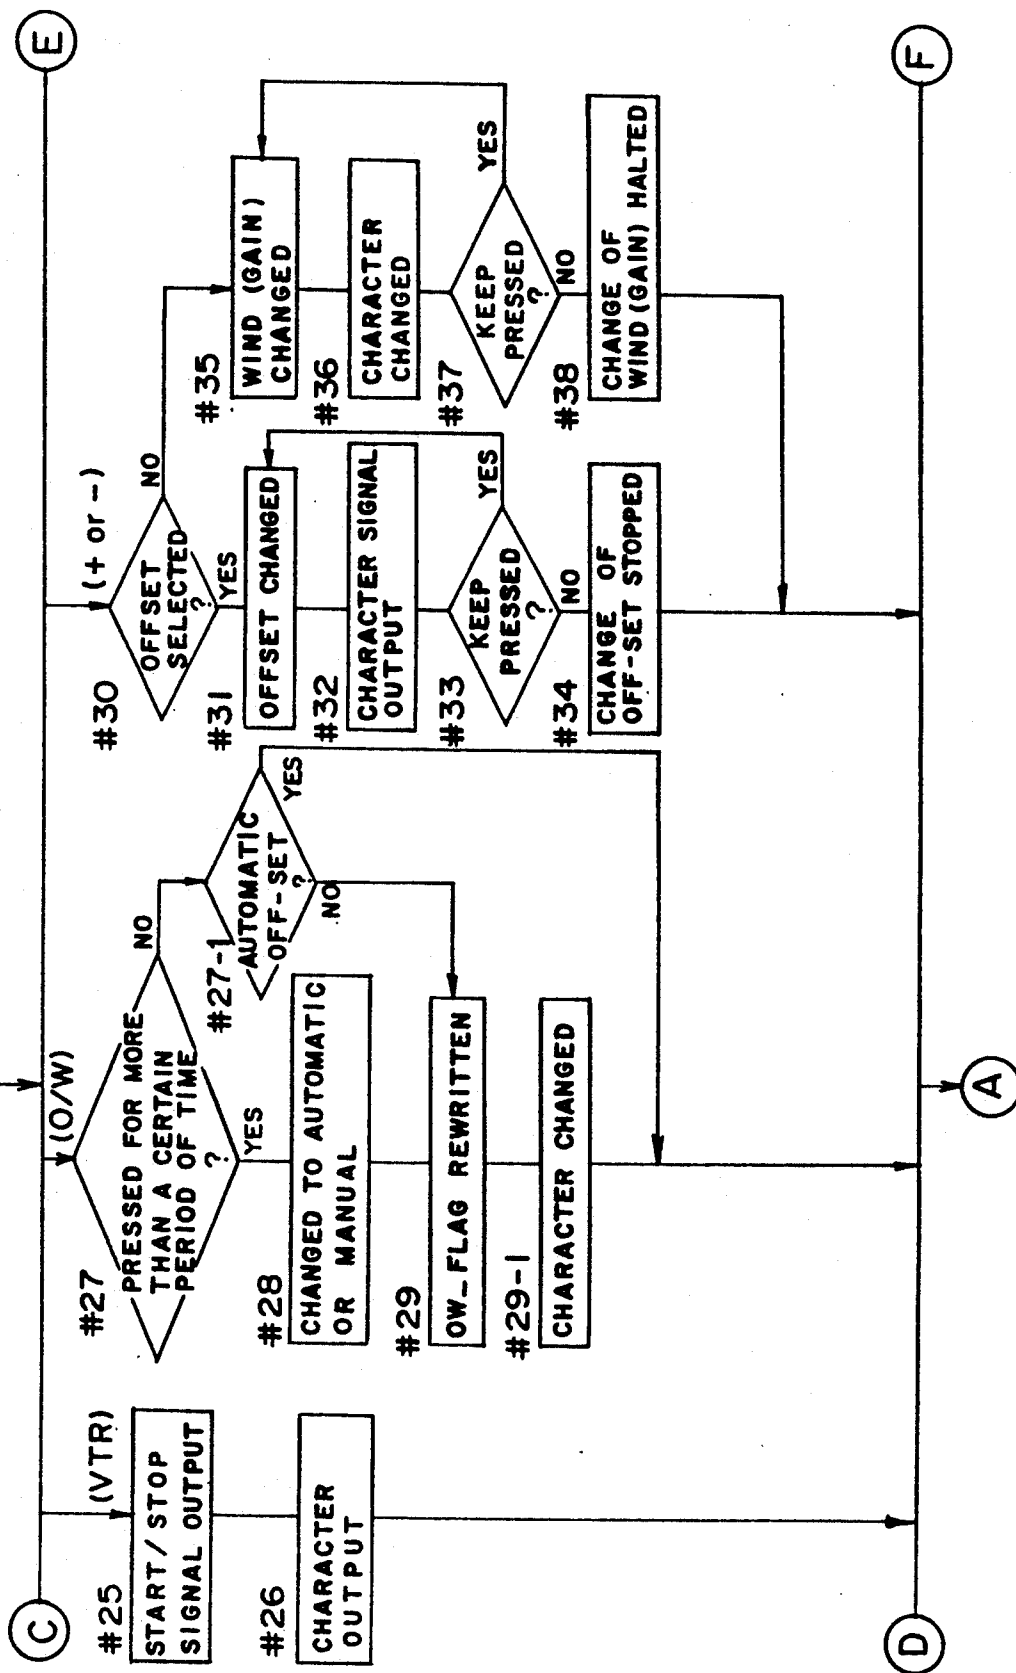 C
E
(VTR)
#25
START/STOP
SIGNAL OUTPUT
#26
CHARACTER
OUTPUT
(O/W)
#27
PRESSED FOR MORE
THAN A CERTAIN
PERIOD OF TIME
?
NO
YES
#27-1
AUTOMATIC
OFF-SET
?
YES
NO
#28
CHANGED TO AUTOMATIC
OR MANUAL
#29
OW_FLAG REWRITTEN
#29-1
CHARACTER CHANGED
(+ or -)
#30
OFFSET
SELECTED
?
NO
YES
#31
OFFSET CHANGED
#32
CHARACTER SIGNAL
OUTPUT
#33
KEEP
PRESSED
?
YES
NO
#34
CHANGE OF
OFF-SET STOPPED
#35
WIND (GAIN)
CHANGED
#36
CHARACTER
CHANGED
#37
KEEP
PRESSED
?
YES
NO
#38
CHANGE OF
WIND (GAIN) HALTED
D
A
F